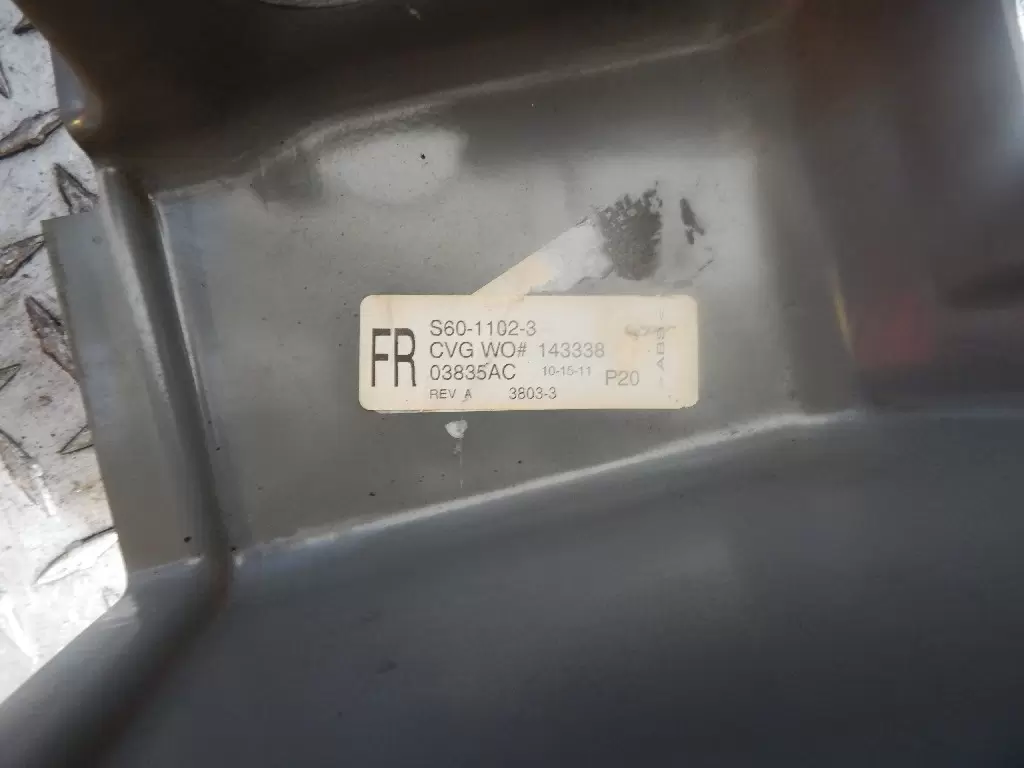 FR
S60-1102-3
CVG WO# 143338
03835AC 10-15-11 P20
REV A 3803-3